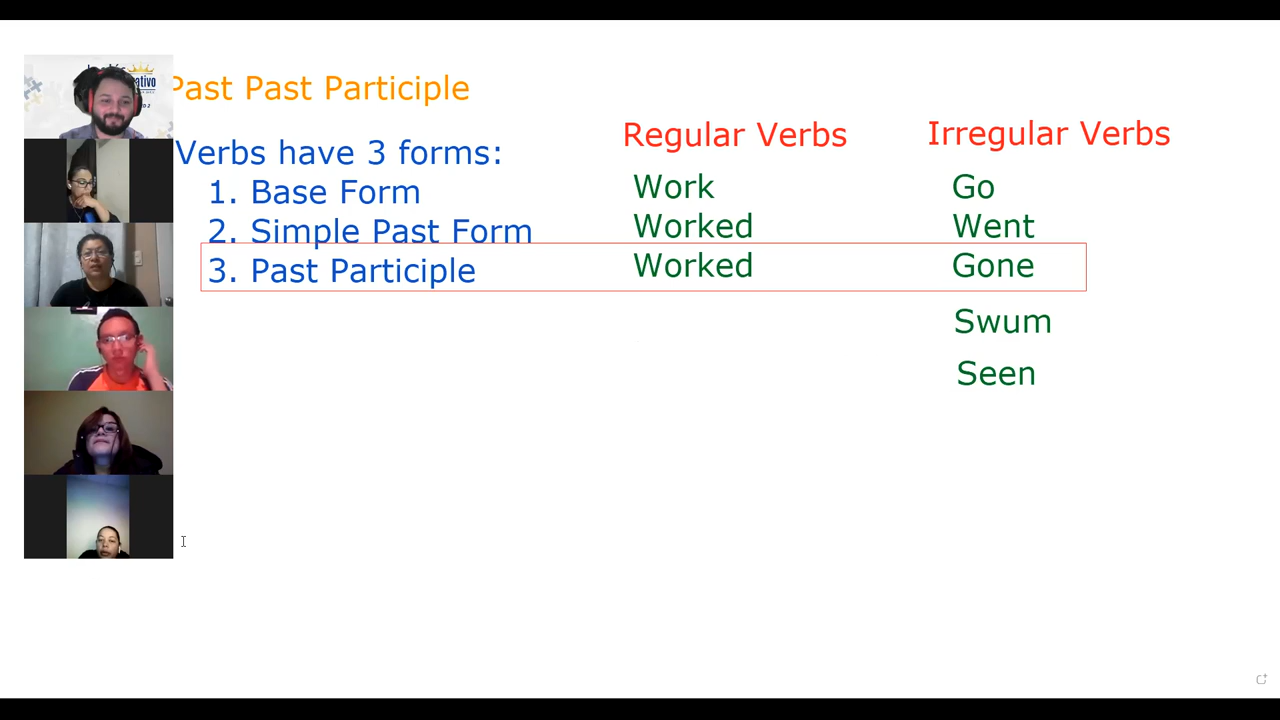 Past Past Participle
Verbs have 3 forms:
1. Base Form
2. Simple Past Form
3. Past Participle
Regular Verbs
Work
Worked
Worked
Irregular Verbs
Go
Went
Gone
Swum
Seen